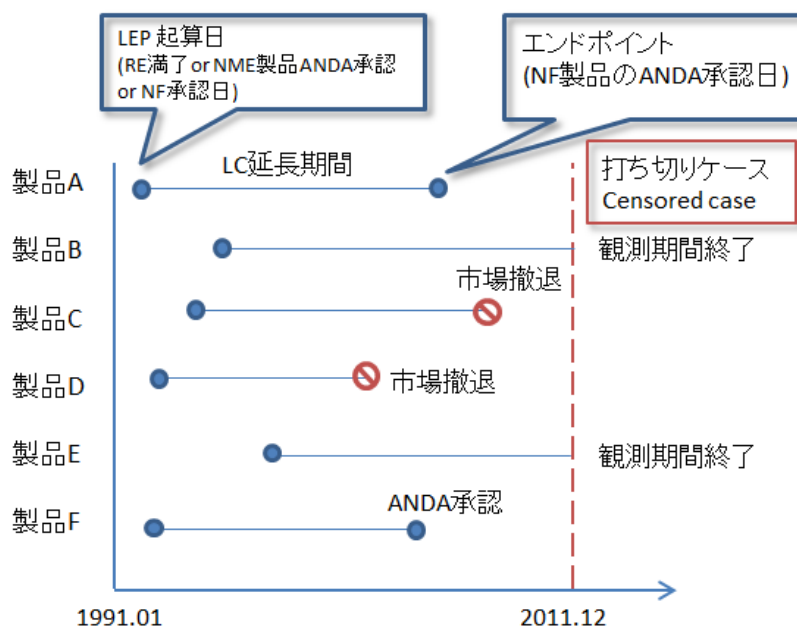 LEP 起算日
(RE満了 or NME製品ANDA承認
or NF承認日)
エンドポイント
(NF製品のANDA承認日)
打ち切りケース
Censored case
製品A
LC延長期間
製品B
観測期間終了
市場撤退
製品C
製品D
市場撤退
製品E
観測期間終了
ANDA承認
製品F
1991.01
2011.12